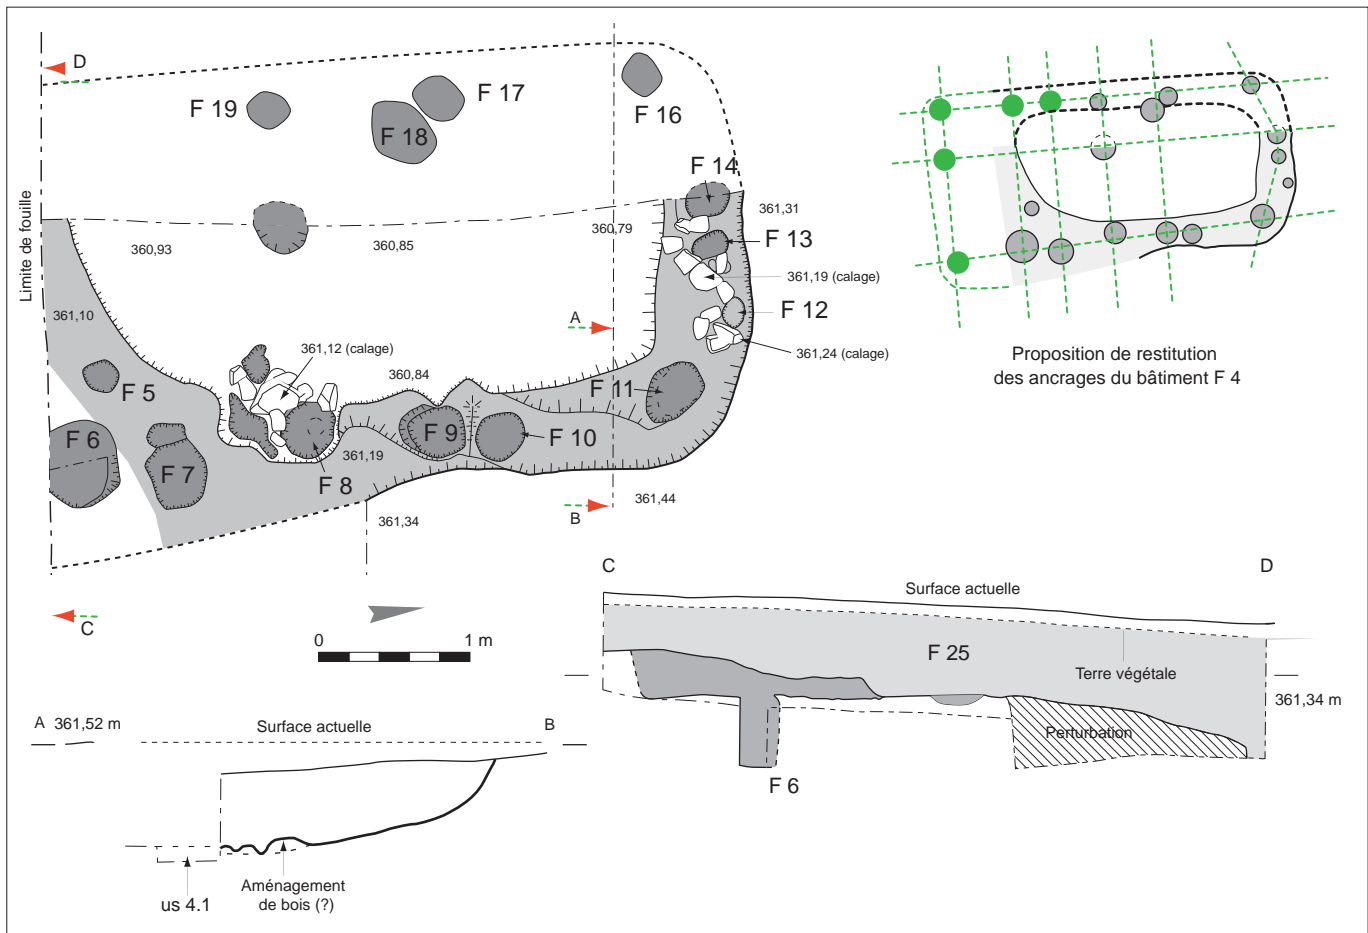 D
F 19
F 17
F 18
F 16
F 14
Limite de fouille
360,93
360,85
360,79
361,31
F 13
361,19 (calage)
361,10
A
F 12
361,12 (calage)
361,24 (calage)
360,84
F 5
F 11
F 6
F 9
F 10
F 7
361,19
F 8
361,44
B
361,34
C
0
1 m
Proposition de restitution
des ancrages du bâtiment F 4
C
D
Surface actuelle
F 25
Terre végétale
361,34 m
Perturbation
F 6
A
361,52 m
Surface actuelle
B
Aménagement
de bois (?)
us 4.1